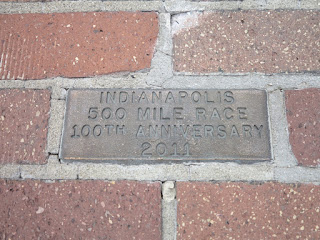 INDIANAPOLIS
500 MILE RACE
100TH ANNIVERSARY
2011